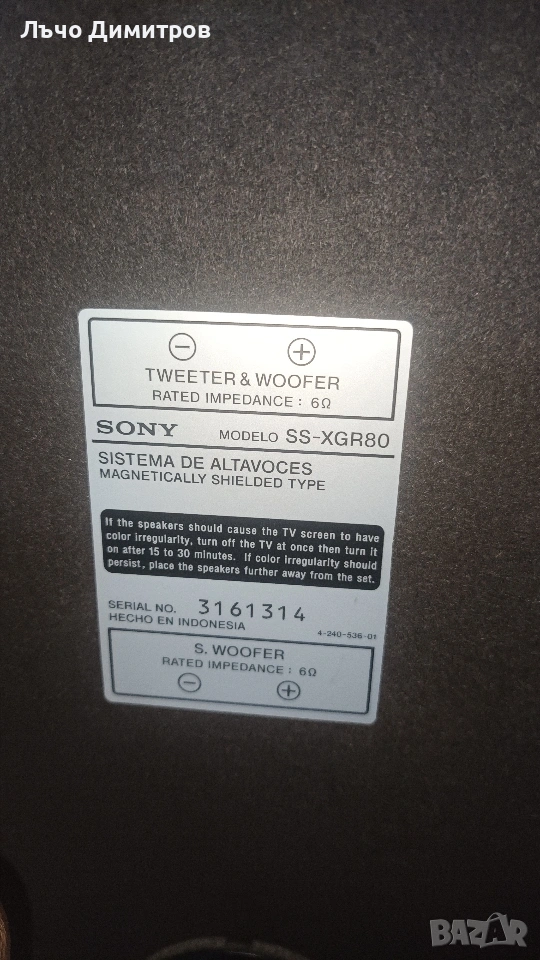 Лъчо Димитров
TWEETER & WOOFER
RATED IMPEDANCE : 6Ω
SONY MODELO SS-XGR80
SISTEMA DE ALTAVOCES
MAGNETICALLY SHIELDED TYPE
If the speakers should cause the TV screen to have
color irregularity, turn off the TV at once then turn it
on after 15 to 30 minutes. If color irregularity should
persist, place the speakers further away from the set.
SERIAL NO. 3161314
HECHO EN INDONESIA 4-240-536-01
S. WOOFER
RATED IMPEDANCE : 6Ω
BAZAR